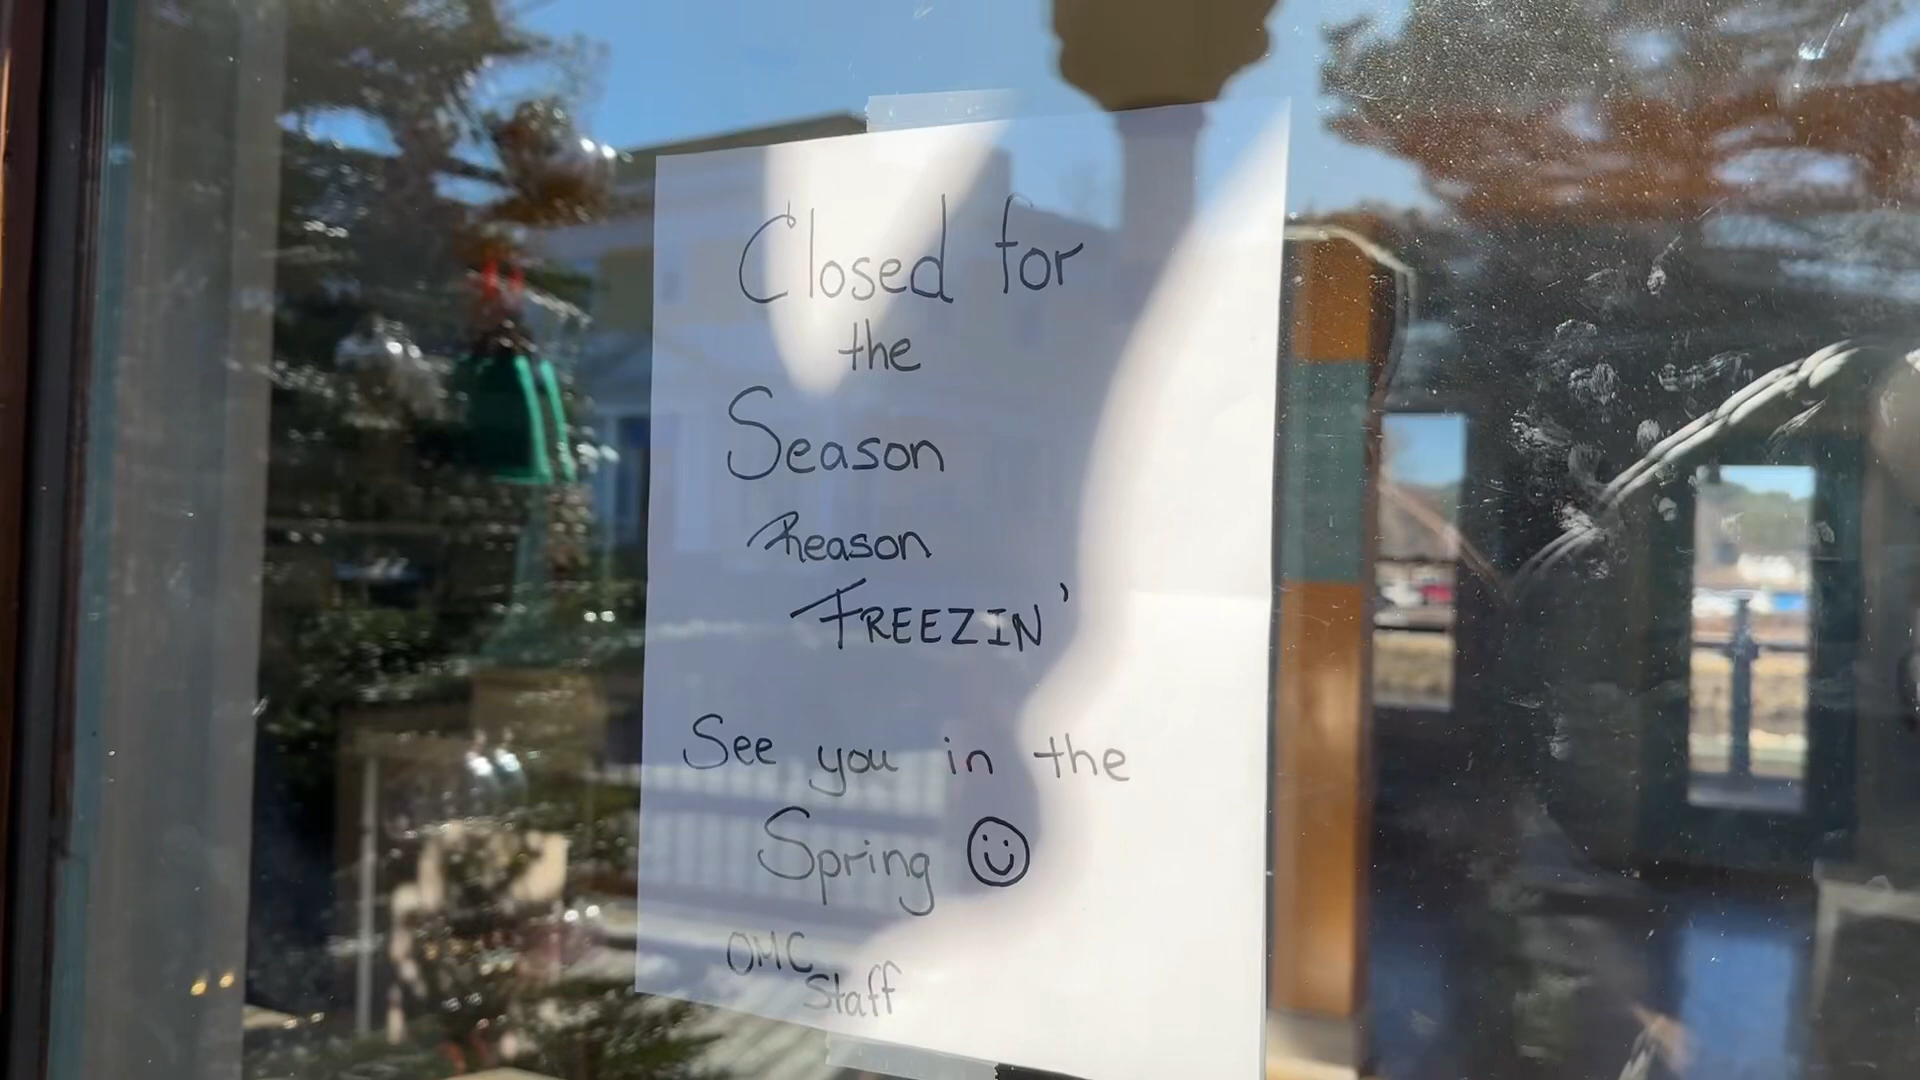 Closed for
the
Season
Reason
FREEZIN'
See you in the
Spring ☺
OMC
Staff